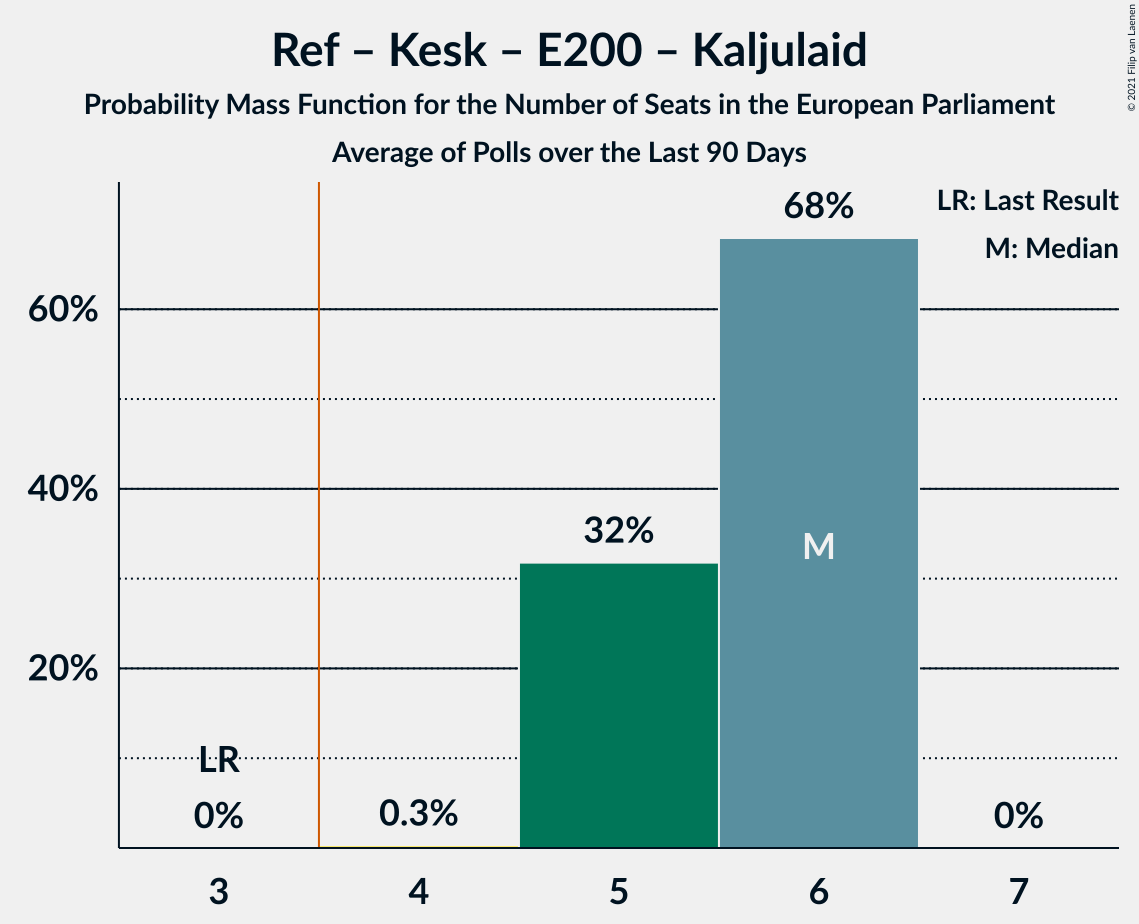 Ref – Kesk – E200 – Kaljulaid
Probability Mass Function for the Number of Seats in the European Parliament
Average of Polls over the Last 90 Days
© 2021 Filip van Laenen
LR: Last Result
M: Median
60%
40%
20%
LR
0%
0.3%
32%
68%
M
0%
3
4
5
6
7